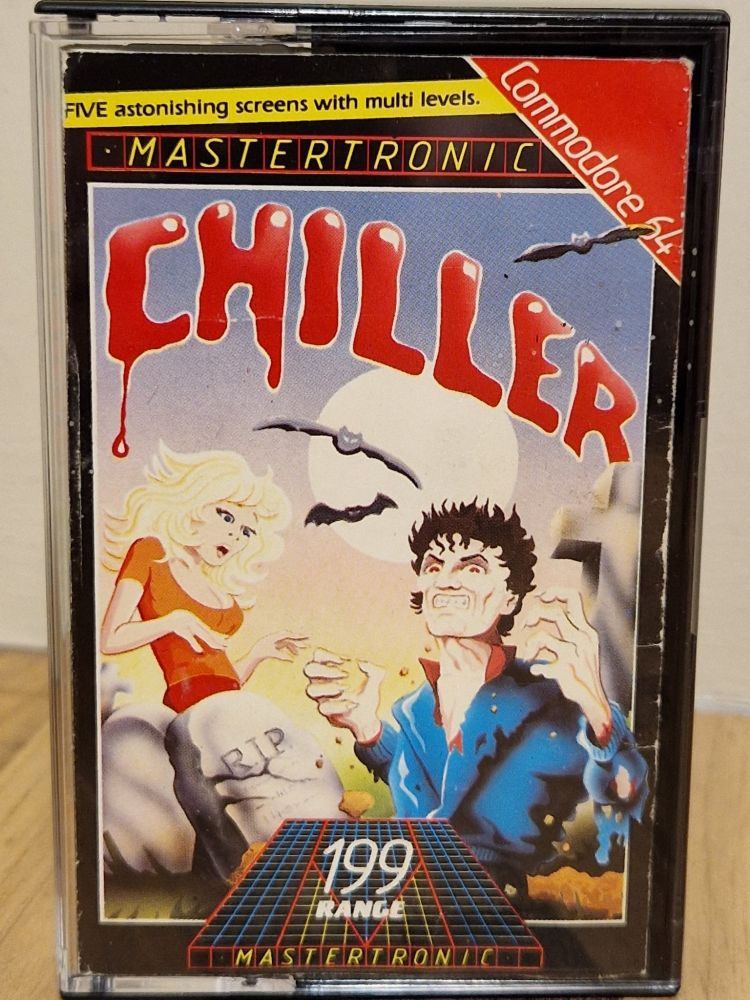 FIVE astonishing screens with multi levels.
Commodore 64
MASTERTRONIC
CHILLER
RIP
199
RANGE
MASTERTRONIC